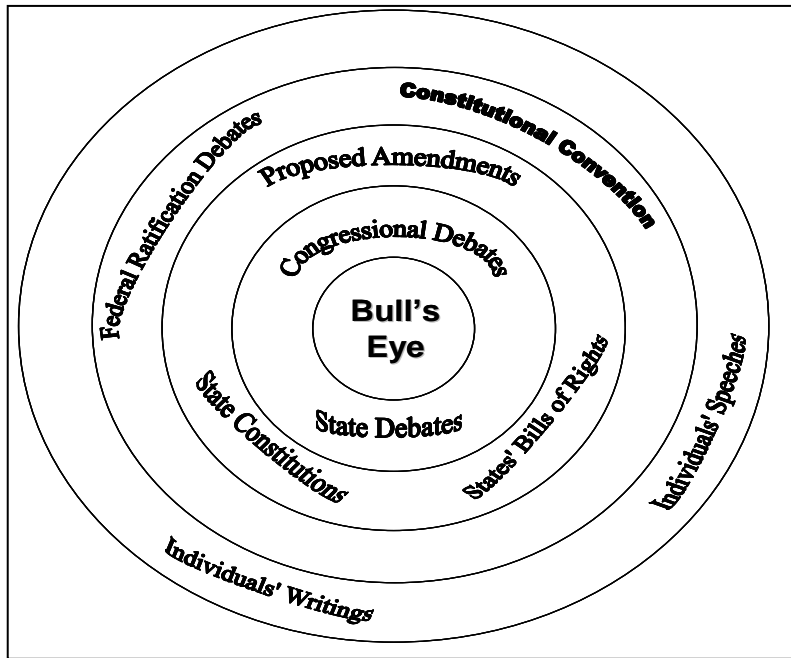 Constitutional Convention
Federal Ratification Debates
Proposed Amendments
Congressional Debates
Bull's
Eye
State Debates
State Constitutions
States' Bills of Rights
Individuals' Speeches
Individuals' Writings